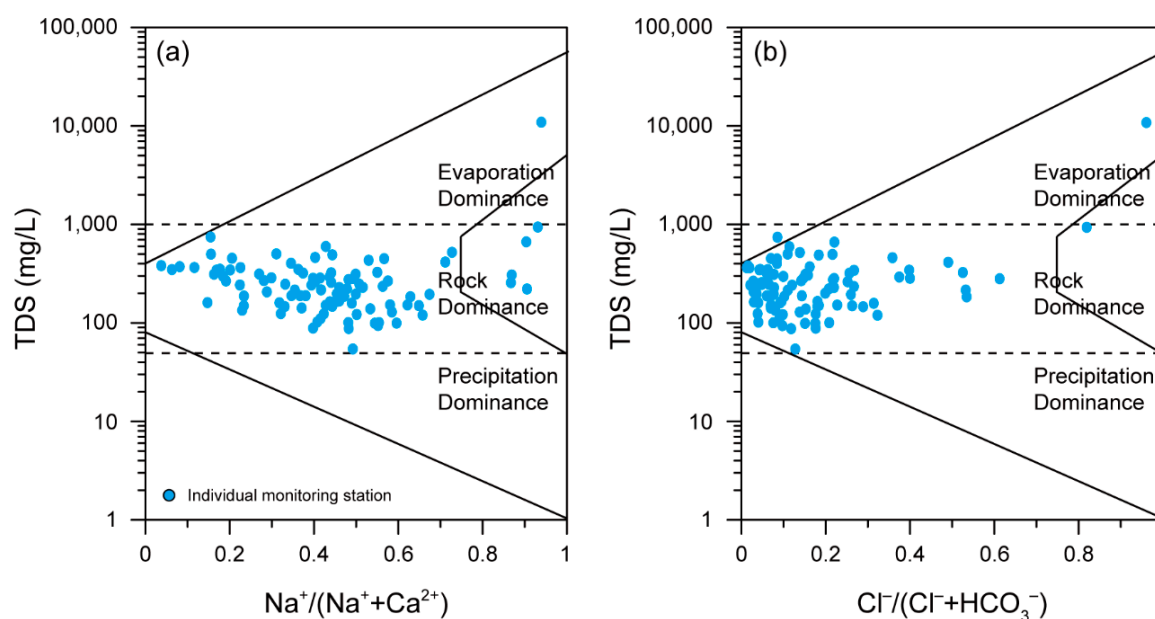 (a)
100,000
10,000
1,000
100
10
1
TDS (mg/L)
Evaporation
Dominance
Rock
Dominance
Precipitation
Dominance
Individual monitoring station
0 0.2 0.4 0.6 0.8 1
Na⁺/(Na⁺+Ca²⁺)
(b)
100,000
10,000
1,000
100
10
1
TDS (mg/L)
Evaporation
Dominance
Rock
Dominance
Precipitation
Dominance
0 0.2 0.4 0.6 0.8
Cl⁻/(Cl⁻+HCO₃⁻)